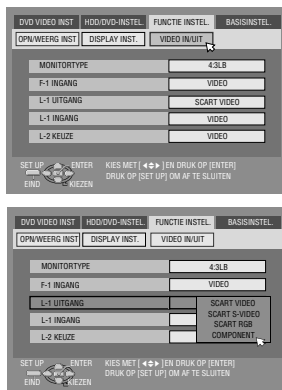 DVD VIDEO INST HDD/DVD-INSTEL. FUNCTIE INSTEL. BASISINSTEL.
OPN/WEERG INST DISPLAY INST. VIDEO IN/UIT
MONITORTYPE 4:3LB
F-1 INGANG VIDEO
L-1 UITGANG SCART VIDEO
L-1 INGANG VIDEO
L-2 KEUZE VIDEO
SET UP ENTER KIES MET [ ] EN DRUK OP [ENTER]
EIND KIEZEN DRUK OP [SET UP] OM AF TE SLUITEN
DVD VIDEO INST HDD/DVD-INSTEL. FUNCTIE INSTEL. BASISINSTEL.
OPN/WEERG INST DISPLAY INST. VIDEO IN/UIT
MONITORTYPE 4:3LB
F-1 INGANG VIDEO
L-1 UITGANG SCART VIDEO
L-1 INGANG SCART S-VIDEO
SCART RGB
L-2 KEUZE COMPONENT
SET UP ENTER KIES MET [ ] EN DRUK OP [ENTER]
EIND KIEZEN DRUK OP [SET UP] OM AF TE SLUITEN